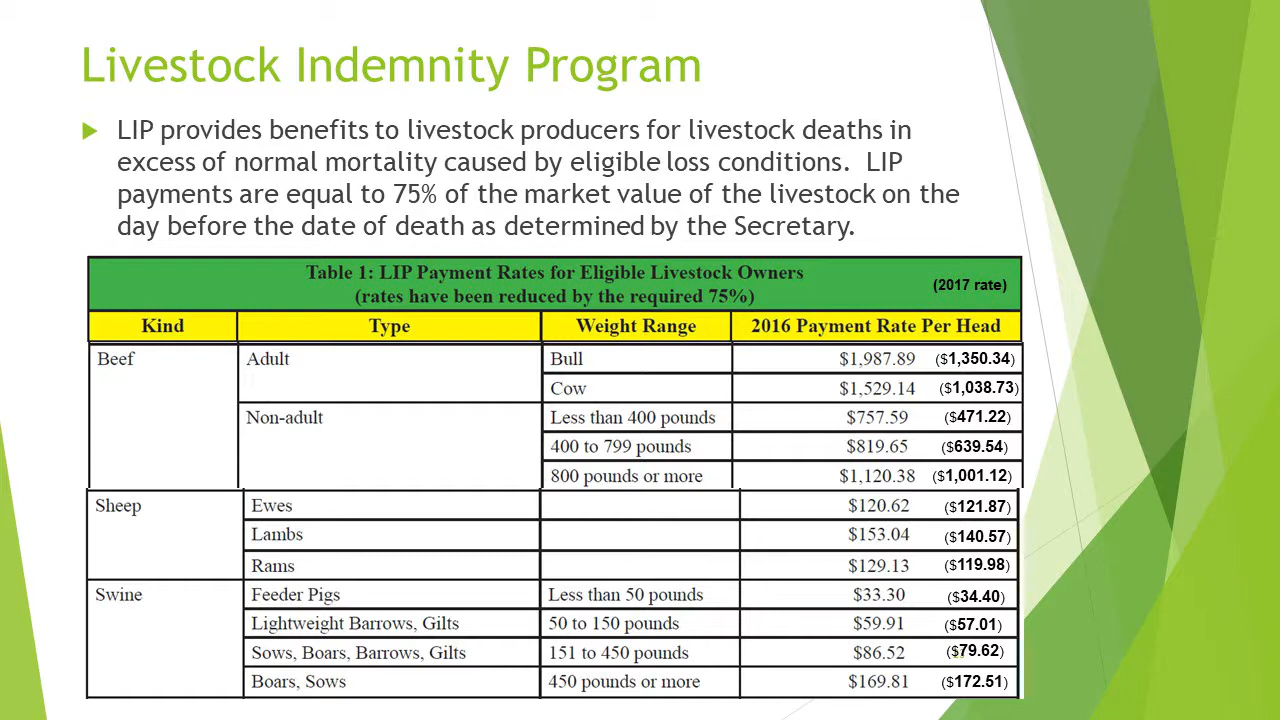 Livestock Indemnity Program
LIP provides benefits to livestock producers for livestock deaths in
excess of normal mortality caused by eligible loss conditions.  LIP
payments are equal to 75% of the market value of the livestock on the
day before the date of death as determined by the Secretary.
Table 1: LIP Payment Rates for Eligible Livestock Owners
(rates have been reduced by the required 75%) (2017 rate)
Kind Type Weight Range 2016 Payment Rate Per Head
Beef Adult Bull $1,987.89 ($1,350.34)
Cow $1,529.14 ($1,038.73)
Non-adult Less than 400 pounds $757.59 ($471.22)
400 to 799 pounds $819.65 ($639.54)
800 pounds or more $1,120.38 ($1,001.12)
Sheep Ewes $120.62 ($121.87)
Lambs $153.04 ($140.57)
Rams $129.13 ($119.98)
Swine Feeder Pigs Less than 50 pounds $33.30 ($34.40)
Lightweight Barrows, Gilts 50 to 150 pounds $59.91 ($57.01)
Sows, Boars, Barrows, Gilts 151 to 450 pounds $86.52 ($79.62)
Boars, Sows 450 pounds or more $169.81 ($172.51)